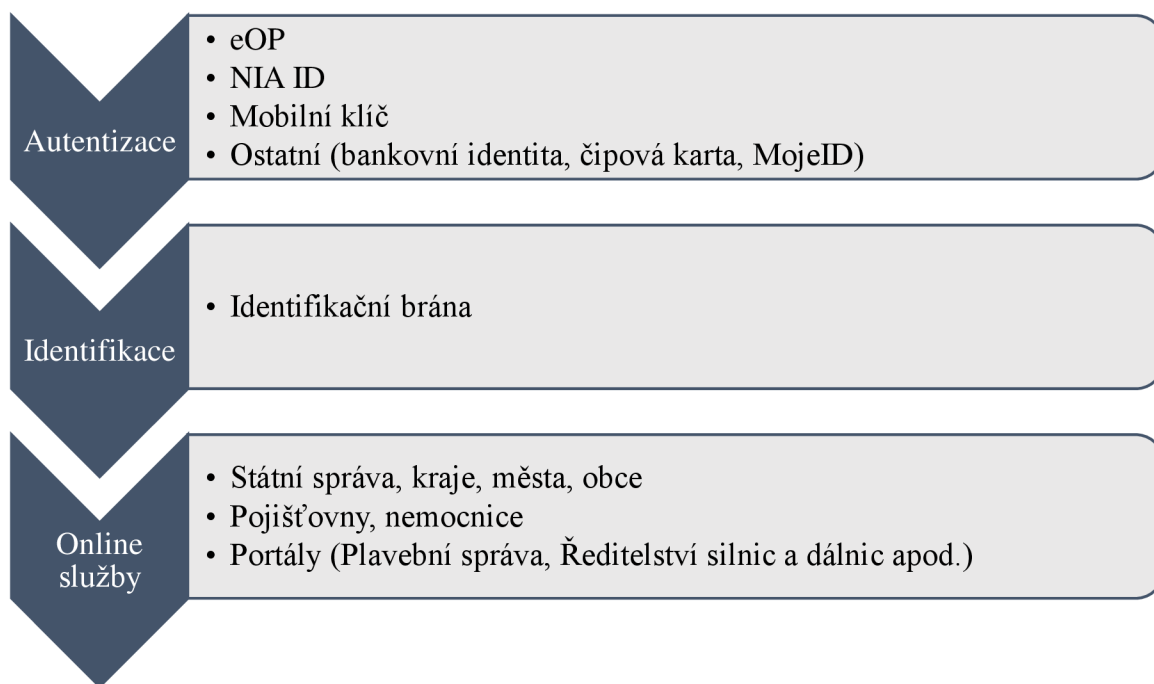 Autentizace
• eOP
• NIA ID
• Mobilní klíč
• Ostatní (bankovní identita, čipová karta, MojeID)
Identifikace
• Identifikační brána
Online
služby
• Státní správa, kraje, města, obce
• Pojišťovny, nemocnice
• Portály (Plavební správa, Ředitelství silnic a dálnic apod.)